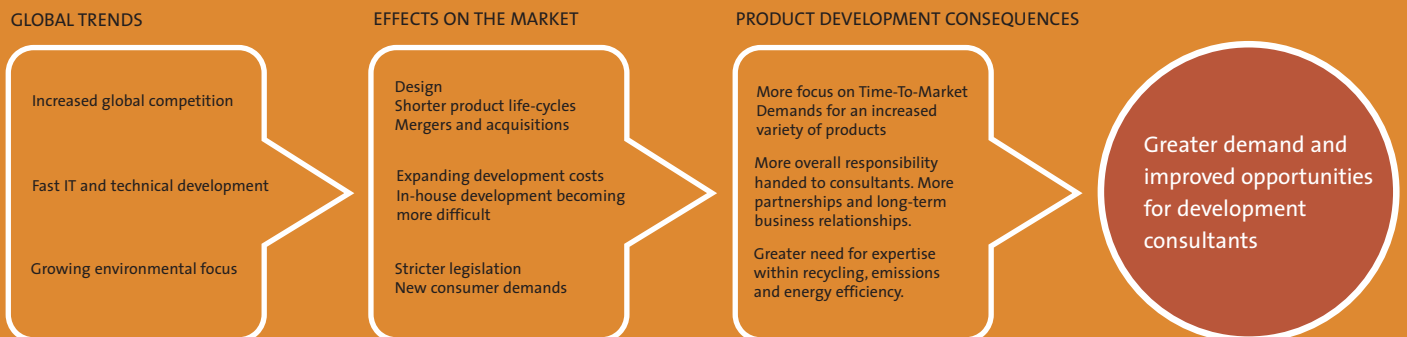 GLOBAL TRENDS
EFFECTS ON THE MARKET
PRODUCT DEVELOPMENT CONSEQUENCES
Increased global competition
Fast IT and technical development
Growing environmental focus
Design
Shorter product life-cycles
Mergers and acquisitions
Expanding development costs
In-house development becoming
more difficult
Stricter legislation
New consumer demands
More focus on Time-To-Market
Demands for an increased
variety of products
More overall responsibility
handed to consultants. More
partnerships and long-term
business relationships.
Greater need for expertise
within recycling, emissions
and energy efficiency.
Greater demand and
improved opportunities
for development
consultants